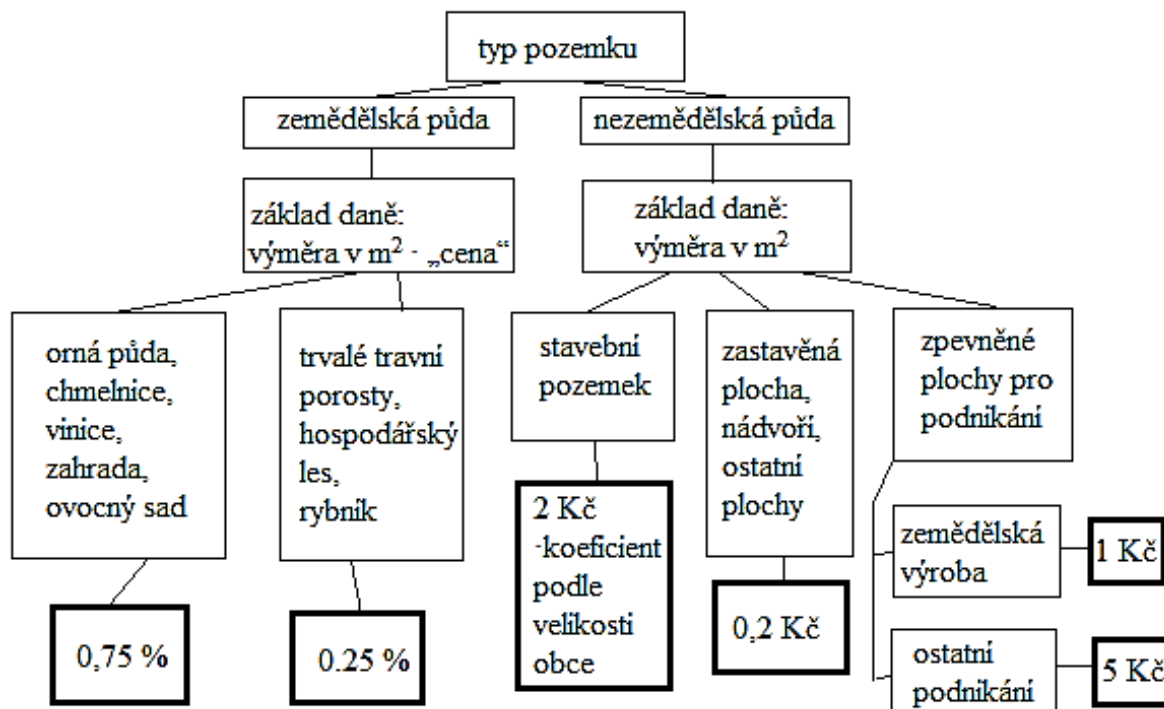 typ pozemku
zemědělská půda
nezemědělská půda
základ daně:
výměra v m² - „cena“
základ daně:
výměra v m²
orná půda,
chmelnice,
vinice,
zahrada,
ovocný sad
trvalé travní
porosty,
hospodářský
les,
rybník
stavební
pozemek
zastavěná
plocha,
nádvoří,
ostatní
plochy
zpevněné
plochy pro
podnikání
0,75 %
0.25 %
2 Kč
-koeficient
podle
velikosti
obce
0,2 Kč
zemědělská
výroba
1 Kč
ostatní
podnikání
5 Kč